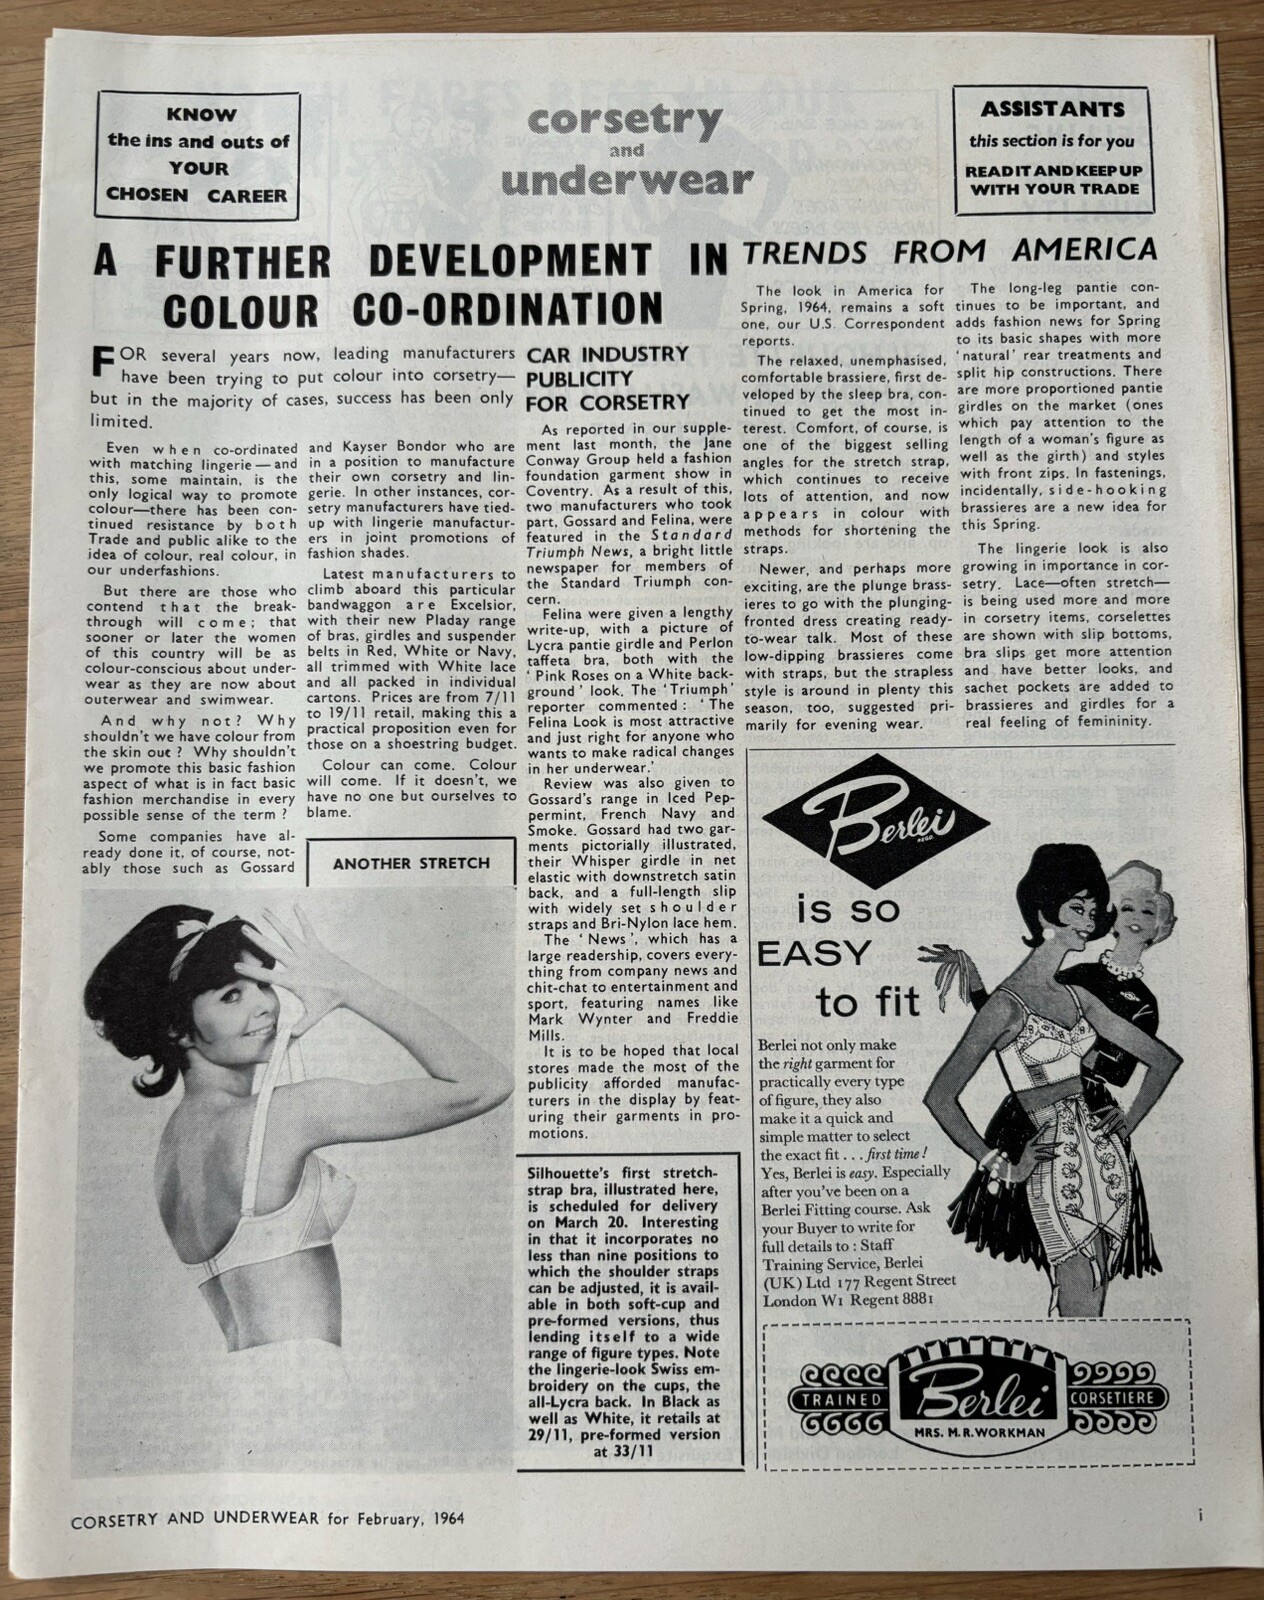 KNOW
the ins and outs of
YOUR
CHOSEN CAREER
corsetry
and
underwear
ASSISTANTS
this section is for you
READ IT AND KEEP UP
WITH YOUR TRADE
A FURTHER DEVELOPMENT IN
COLOUR CO-ORDINATION
FOR several years now, leading manufacturers
have been trying to put colour into corsetry—
but in the majority of cases, success has been only
limited.
Even when co-ordinated
with matching lingerie—and
this, some maintain, is the
only logical way to promote
colour—there has been con-
tinued resistance by both
Trade and public alike to the
idea of colour, real colour, in
our underfashions.
But there are those who
contend that the break-
through will come; that
sooner or later the women
of this country will be as
colour-conscious about under-
wear as they are now about
outerwear and swimwear.
And why not? Why
shouldn't we have colour from
the skin out? Why shouldn't
we promote this basic fashion
aspect of what is in fact basic
fashion merchandise in every
possible sense of the term?
Some companies have al-
ready done it, of course, not-
ably those such as Gossard
and Kayser Bondor who are
in a position to manufacture
their own corsetry and lin-
gerie. In other instances, cor-
setry manufacturers have tied-
up with lingerie manufactur-
ers in joint promotions of
fashion shades.
Latest manufacturers to
climb aboard this particular
bandwaggon are Excelsior,
with their new Pladay range
of bras, girdles and suspender
belts in Red, White or Navy,
all trimmed with White lace
and all packed in individual
cartons. Prices are from 7/11
to 19/11 retail, making this a
practical proposition even for
those on a shoestring budget.
Colour can come. Colour
will come. If it doesn't, we
have no one but ourselves to
blame.
ANOTHER STRETCH
CAR INDUSTRY
PUBLICITY
FOR CORSETRY
As reported in our supple-
ment last month, the Jane
Conway Group held a fashion
foundation garment show in
Coventry. As a result of this,
two manufacturers who took
part, Gossard and Felina, were
featured in the Standard
Triumph News, a bright little
newspaper for members of
the Standard Triumph con-
cern.
Felina were given a lengthy
write-up, with a picture of
Lycra pantie girdle and Perlon
taffeta bra, both with the
'Pink Roses on a White back-
ground' look. The 'Triumph'
reporter commented: 'The
Felina Look is most attractive
and just right for anyone who
wants to make radical changes
in her underwear.'
Review was also given to
Gossard's range in Iced Pep-
permint, French Navy and
Smoke. Gossard had two gar-
ments pictorially illustrated,
their Whisper girdle in net
elastic with downstretch satin
back, and a full-length slip
with widely set shoulder
straps and Bri-Nylon lace hem.
The 'News', which has a
large readership, covers every-
thing from company news and
chit-chat to entertainment and
sport, featuring names like
Mark Wynter and Freddie
Mills.
It is to be hoped that local
stores made the most of the
publicity afforded manufac-
turers in the display by feat-
uring their garments in pro-
motions.
Silhouette's first stretch-
strap bra, illustrated here,
is scheduled for delivery
on March 20. Interesting
in that it incorporates no
less than nine positions to
which the shoulder straps
can be adjusted, it is avail-
able in both soft-cup and
pre-formed versions, thus
lending itself to a wide
range of figure types. Note
the lingerie-look Swiss em-
broidery on the cups, the
all-Lycra back. In Black as
well as White, it retails at
29/11, pre-formed version
at 33/11
TRENDS FROM AMERICA
The look in America for
Spring, 1964, remains a soft
one, our U.S. Correspondent
reports.
The relaxed, unemphasised,
comfortable brassiere, first de-
veloped by the sleep bra, con-
tinued to get the most in-
terest. Comfort, of course, is
one of the biggest selling
angles for the stretch strap,
which continues to receive
lots of attention, and now
appears in colour with
methods for shortening the
straps.
Newer, and perhaps more
exciting, are the plunge brass-
ieres to go with the plunging-
fronted dress creating ready-
to-wear talk. Most of these
low-dipping brassieres come
with straps, but the strapless
style is around in plenty this
season, too, suggested pri-
marily for evening wear.
The long-leg pantie con-
tinues to be important, and
adds fashion news for Spring
to its basic shapes with more
'natural' rear treatments and
split hip constructions. There
are more proportioned pantie
girdles on the market (ones
which pay attention to the
length of a woman's figure as
well as the girth) and styles
with front zips. In fastenings,
incidentally, side-hooking
brassieres are a new idea for
this Spring.
The lingerie look is also
growing in importance in cor-
setry. Lace—often stretch—
is being used more and more
in corsetry items, corselettes
are shown with slip bottoms,
bra slips get more attention
and have better looks, and
sachet pockets are added to
brassieres and girdles for a
real feeling of femininity.
Berlei
REGD.
is so
EASY
to fit
Berlei not only make
the right garment for
practically every type
of figure, they also
make it a quick and
simple matter to select
the exact fit . . . first time!
Yes, Berlei is easy. Especially
after you've been on a
Berlei Fitting course. Ask
your Buyer to write for
full details to: Staff
Training Service, Berlei
(UK) Ltd 177 Regent Street
London W1 Regent 8881
TRAINED Berlei CORSETIERE
MRS. M. R. WORKMAN
CORSETRY AND UNDERWEAR for February, 1964
i